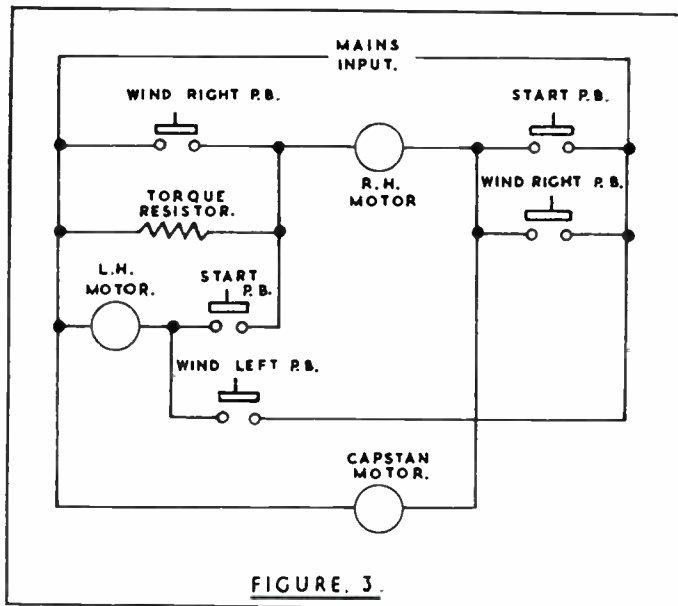 MAINS
INPUT.
WIND RIGHT P.B.
START P.B.
R.H.
MOTOR
WIND RIGHT P.B.
TORQUE
RESISTOR.
L.H.
MOTOR.
START
P.B.
WIND LEFT P.B.
CAPSTAN
MOTOR.
FIGURE. 3.